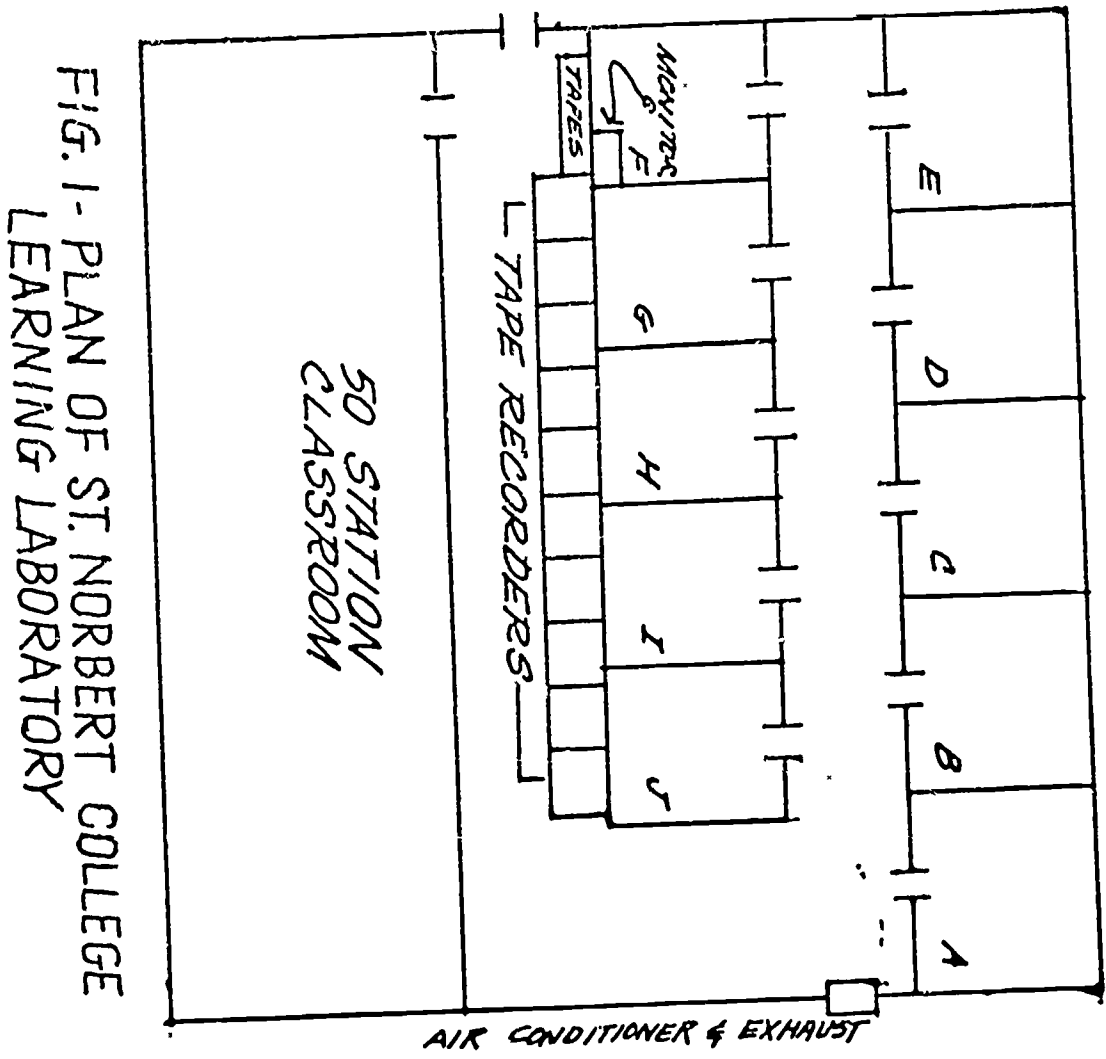 MONITOR
TAPES
F
E
G
D
TAPE RECORDERS
H
C
50 STATION
CLASSROOM
I
B
J
A
AIR CONDITIONER & EXHAUST
FIG. 1- PLAN OF ST. NORBERT COLLEGE
LEARNING LABORATORY